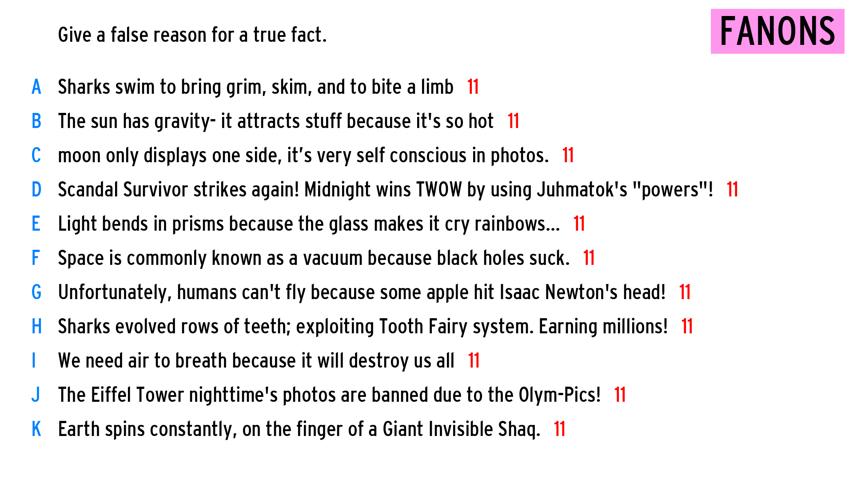 Give a false reason for a true fact.
FANONS
A Sharks swim to bring grim, skim, and to bite a limb 11
B The sun has gravity- it attracts stuff because it's so hot 11
C moon only displays one side, it’s very self conscious in photos. 11
D Scandal Survivor strikes again! Midnight wins TWOW by using Juhmatok's "powers"! 11
E Light bends in prisms because the glass makes it cry rainbows... 11
F Space is commonly known as a vacuum because black holes suck. 11
G Unfortunately, humans can't fly because some apple hit Isaac Newton's head! 11
H Sharks evolved rows of teeth; exploiting Tooth Fairy system. Earning millions! 11
I We need air to breath because it will destroy us all 11
J The Eiffel Tower nighttime's photos are banned due to the Olym-Pics! 11
K Earth spins constantly, on the finger of a Giant Invisible Shaq. 11